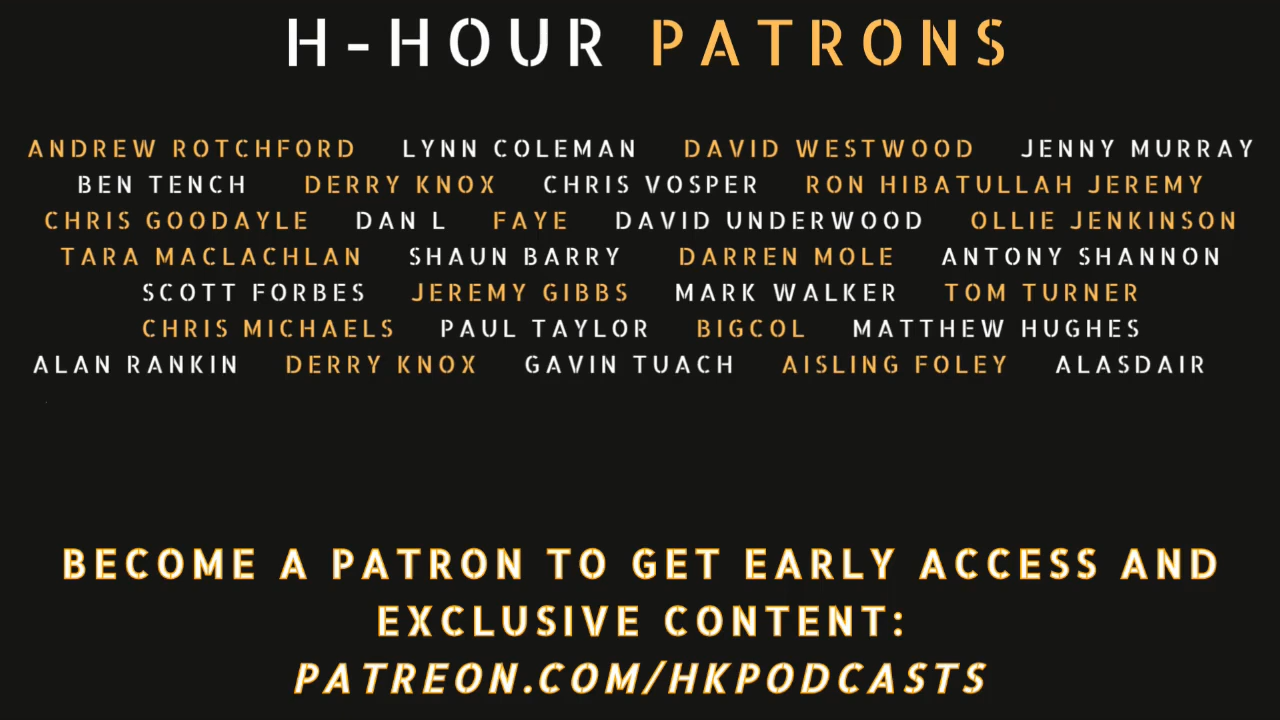 H-HOUR PATRONS
ANDREW ROTCHFORD LYNN COLEMAN DAVID WESTWOOD JENNY MURRAY
BEN TENCH DERRY KNOX CHRIS VOSPER RON HIBATULLAH JEREMY
CHRIS GOODAYLE DAN L FAYE DAVID UNDERWOOD OLLIE JENKINSON
TARA MACLACHLAN SHAUN BARRY DARREN MOLE ANTONY SHANNON
SCOTT FORBES JEREMY GIBBS MARK WALKER TOM TURNER
CHRIS MICHAELS PAUL TAYLOR BIGCOL MATTHEW HUGHES
ALAN RANKIN DERRY KNOX GAVIN TUACH AISLING FOLEY ALASDAIR
BECOME A PATRON TO GET EARLY ACCESS AND
EXCLUSIVE CONTENT:
PATREON.COM/HKPODCASTS